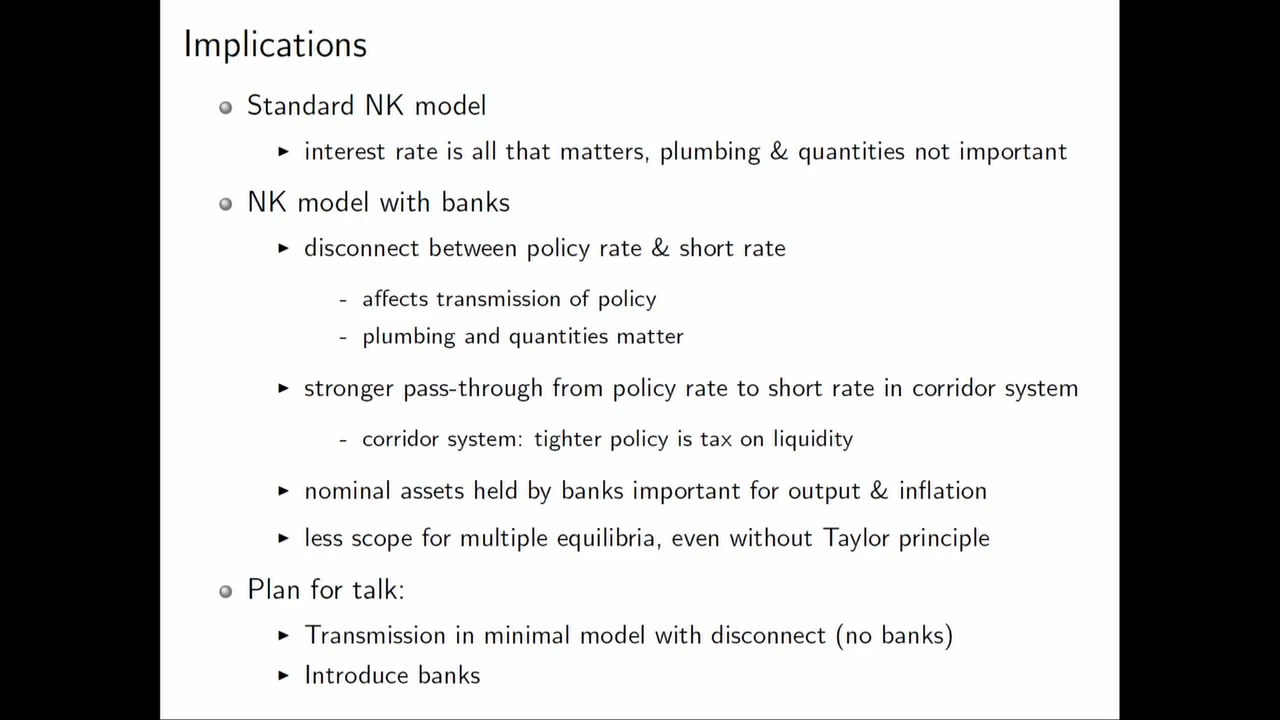 Implications
Standard NK model
interest rate is all that matters, plumbing & quantities not important
NK model with banks
disconnect between policy rate & short rate
- affects transmission of policy
- plumbing and quantities matter
stronger pass-through from policy rate to short rate in corridor system
- corridor system: tighter policy is tax on liquidity
nominal assets held by banks important for output & inflation
less scope for multiple equilibria, even without Taylor principle
Plan for talk:
Transmission in minimal model with disconnect (no banks)
Introduce banks